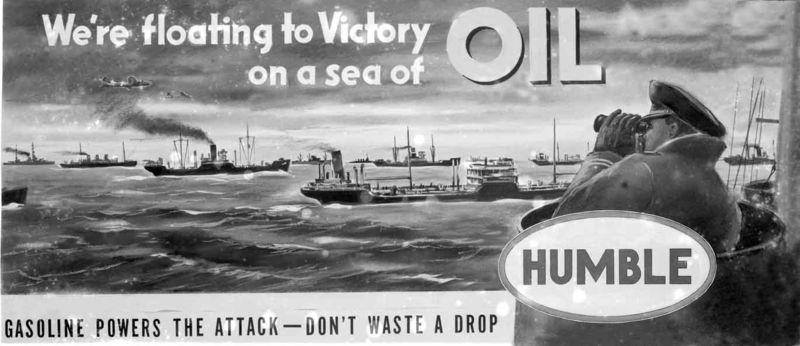 We're floating to Victory
on a sea of OIL
HUMBLE
GASOLINE POWERS THE ATTACK—DON'T WASTE A DROP